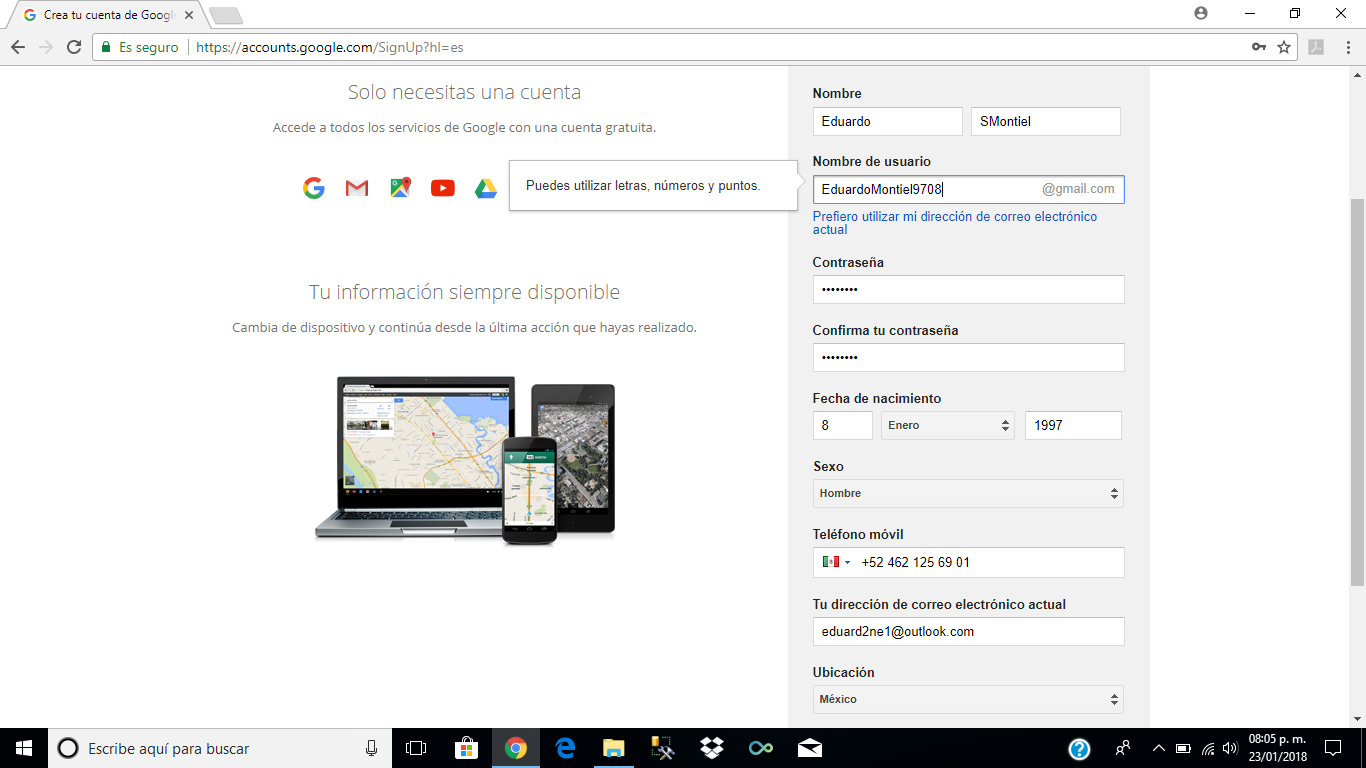 Crea tu cuenta de Googl
Es seguro
https://accounts.google.com/SignUp?hl=es
Solo necesitas una cuenta
Accede a todos los servicios de Google con una cuenta gratuita.
Puedes utilizar letras, números y puntos.
Tu información siempre disponible
Cambia de dispositivo y continúa desde la última acción que hayas realizado.
Nombre
Eduardo
SMontiel
Nombre de usuario
EduardoMontiel9708
@gmail.com
Prefiero utilizar mi dirección de correo electrónico
actual
Contraseña
••••••••
Confirma tu contraseña
••••••••
Fecha de nacimiento
8
Enero
1997
Sexo
Hombre
Teléfono móvil
+52 462 125 69 01
Tu dirección de correo electrónico actual
eduard2ne1@outlook.com
Ubicación
México
Escribe aquí para buscar
08:05 p. m.
23/01/2018